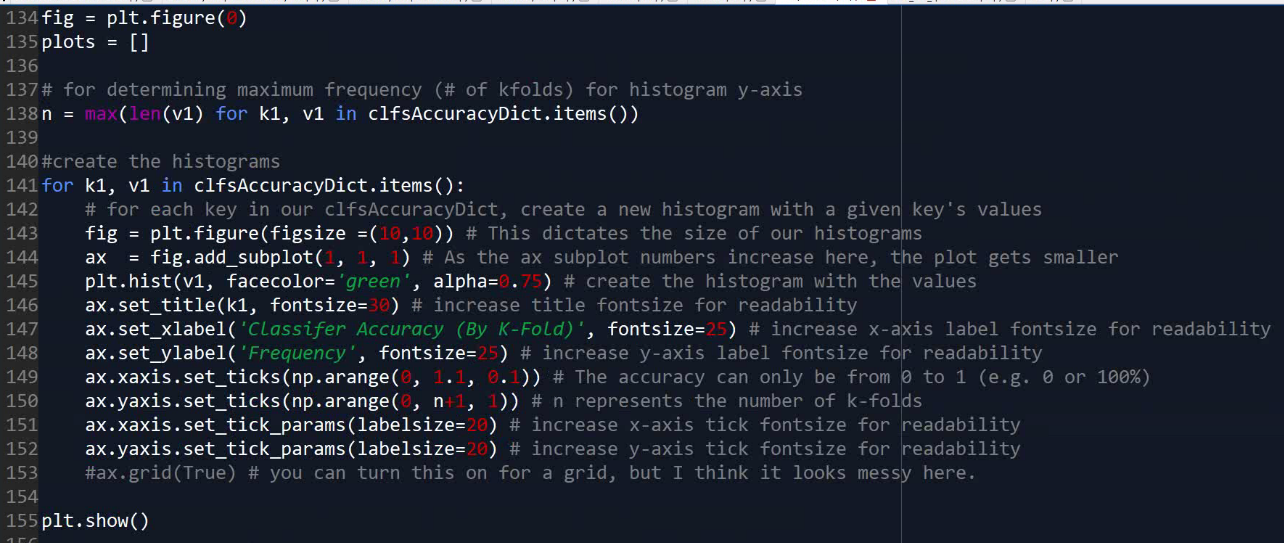 134 fig = plt.figure(0)
135 plots = []
136
137 # for determining maximum frequency (# of kfolds) for histogram y-axis
138 n = max(len(v1) for k1, v1 in clfsAccuracyDict.items())
139
140 #create the histograms
141 for k1, v1 in clfsAccuracyDict.items():
142     # for each key in our clfsAccuracyDict, create a new histogram with a given key's values
143     fig = plt.figure(figsize =(10,10)) # This dictates the size of our histograms
144     ax  = fig.add_subplot(1, 1, 1) # As the ax subplot numbers increase here, the plot gets smaller
145     plt.hist(v1, facecolor='green', alpha=0.75) # create the histogram with the values
146     ax.set_title(k1, fontsize=30) # increase title fontsize for readability
147     ax.set_xlabel('Classifer Accuracy (By K-Fold)', fontsize=25) # increase x-axis label fontsize for readability
148     ax.set_ylabel('Frequency', fontsize=25) # increase y-axis label fontsize for readability
149     ax.xaxis.set_ticks(np.arange(0, 1.1, 0.1)) # The accuracy can only be from 0 to 1 (e.g. 0 or 100%)
150     ax.yaxis.set_ticks(np.arange(0, n+1, 1)) # n represents the number of k-folds
151     ax.xaxis.set_tick_params(labelsize=20) # increase x-axis tick fontsize for readability
152     ax.yaxis.set_tick_params(labelsize=20) # increase y-axis tick fontsize for readability
153     #ax.grid(True) # you can turn this on for a grid, but I think it looks messy here.
154
155 plt.show()